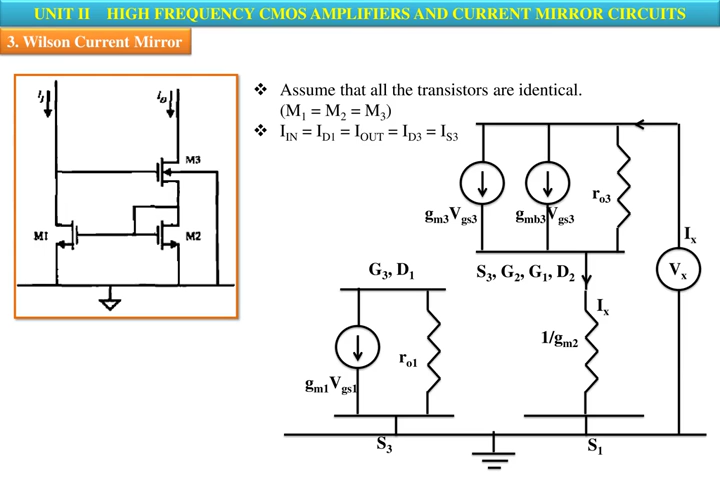 UNIT II HIGH FREQUENCY CMOS AMPLIFIERS AND CURRENT MIRROR CIRCUITS
3. Wilson Current Mirror
❖ Assume that all the transistors are identical.
(M1 = M2 = M3)
❖ IIN = ID1 = IOUT = ID3 = IS3
iI
io
M3
M1
M2
ro3
gm3Vgs3
gmb3Vgs3
Ix
G3, D1
S3, G2, G1, D2
Vx
Ix
1/gm2
ro1
gm1Vgs1
S3
S1